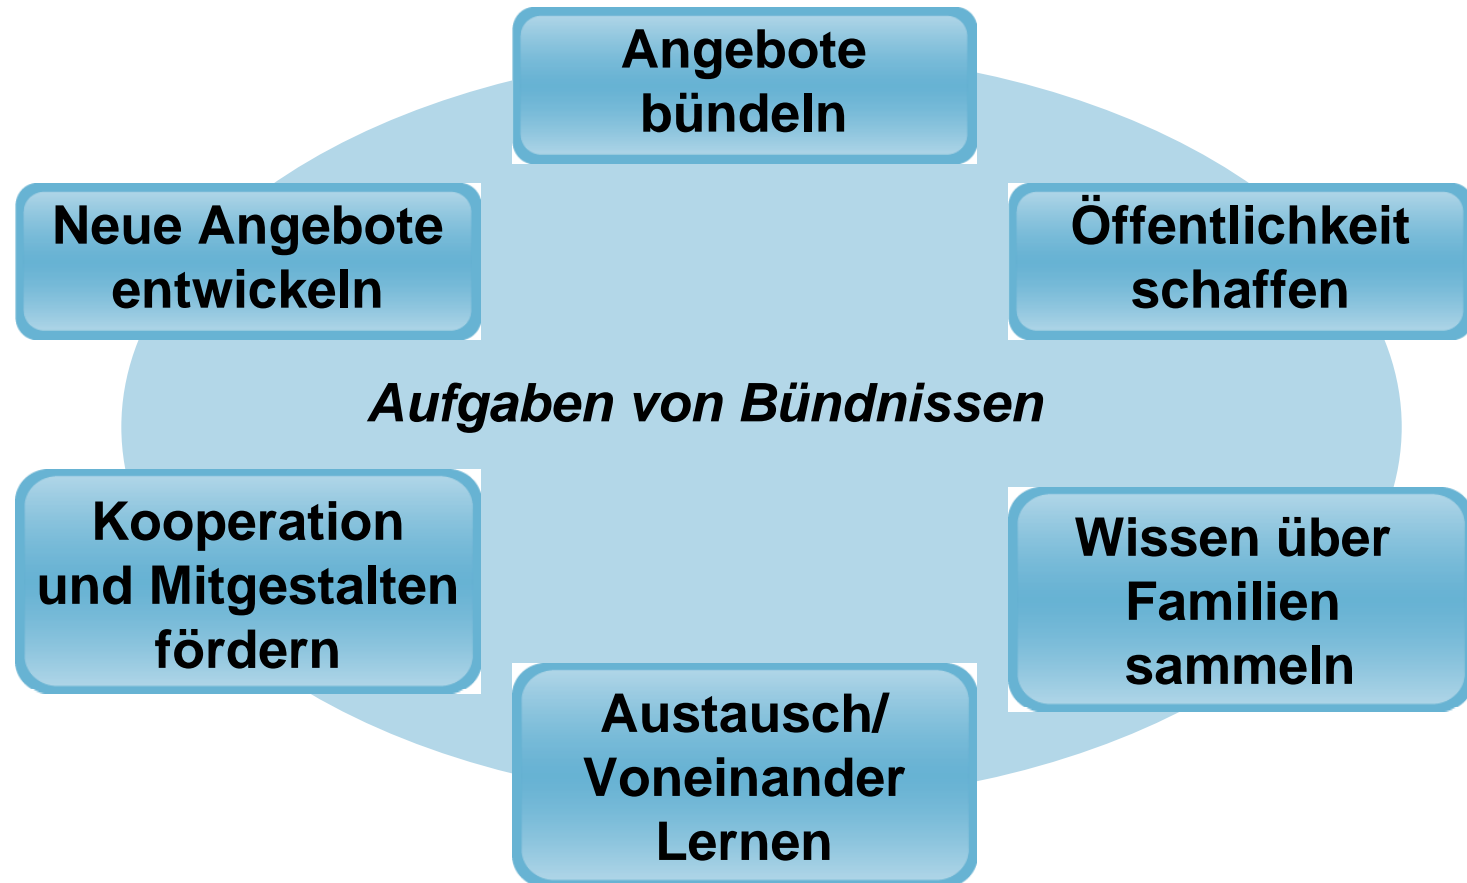 Angebote
bündeln
Neue Angebote
entwickeln
Öffentlichkeit
schaffen
Aufgaben von Bündnissen
Kooperation
und Mitgestalten
fördern
Wissen über
Familien
sammeln
Austausch/
Voneinander
Lernen